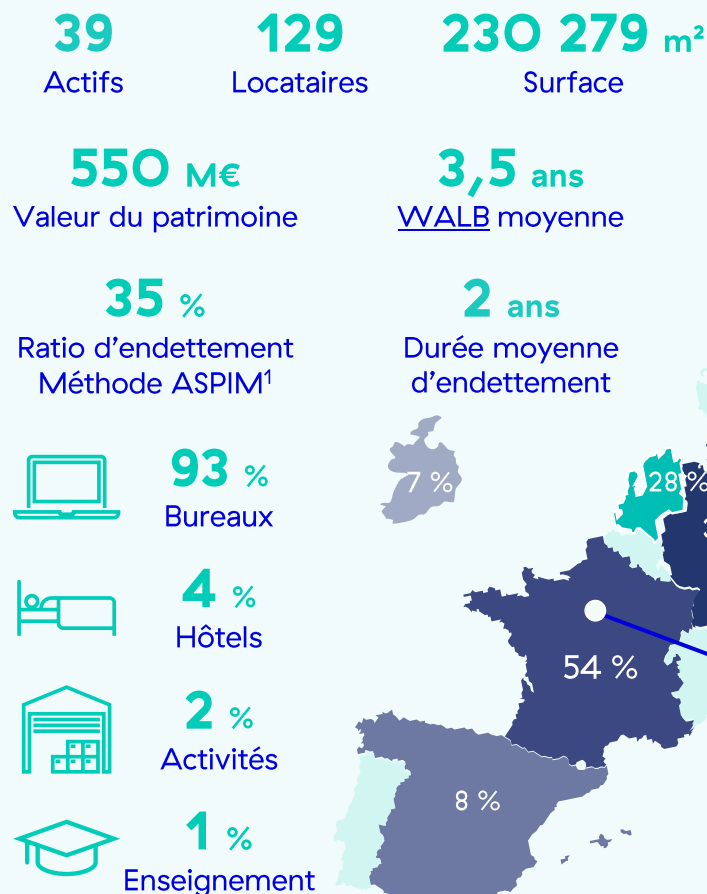 39
Actifs
129
Locataires
230 279 m²
Surface
550 M€
Valeur du patrimoine
3,5 ans
WALB moyenne
35 %
Ratio d’endettement
Méthode ASPIM¹
2 ans
Durée moyenne
d’endettement
93 %
Bureaux
4 %
Hôtels
2 %
Activités
1 %
Enseignement
7 %
28 %
54 %
8 %